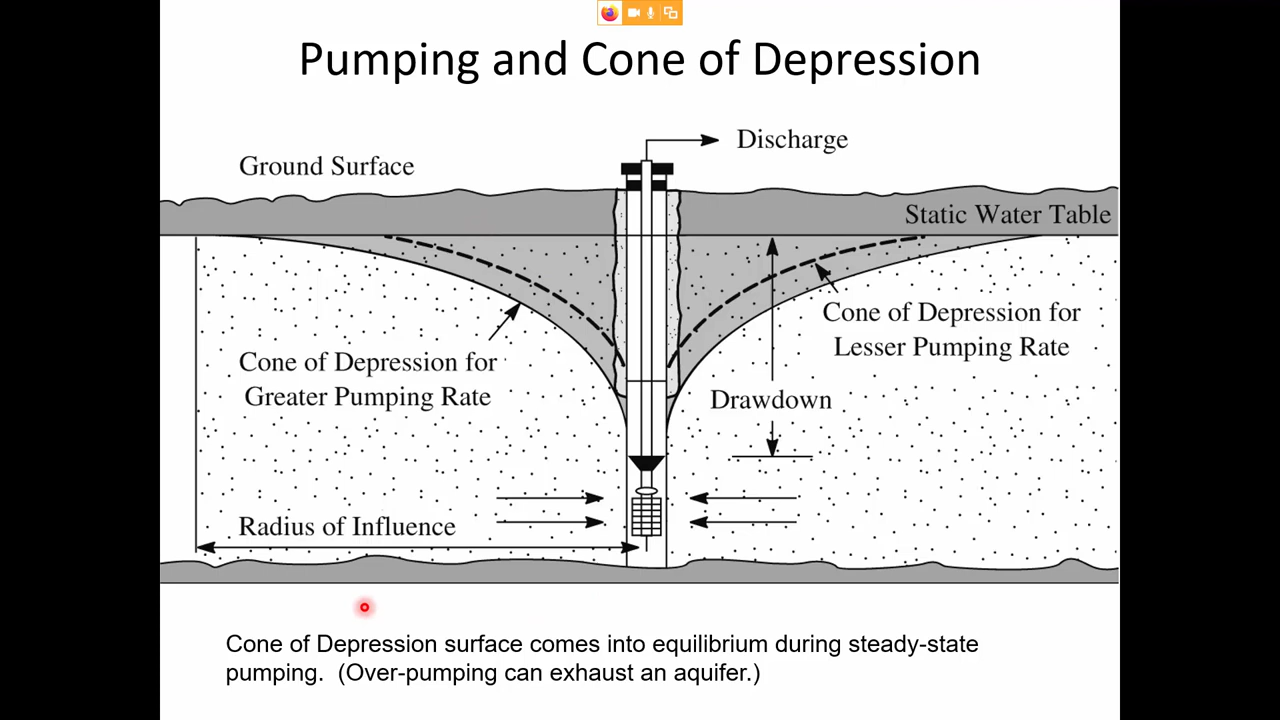 Pumping and Cone of Depression
Discharge
Ground Surface
Static Water Table
Cone of Depression for
Lesser Pumping Rate
Cone of Depression for
Greater Pumping Rate
Drawdown
Radius of Influence
Cone of Depression surface comes into equilibrium during steady-state
pumping.  (Over-pumping can exhaust an aquifer.)